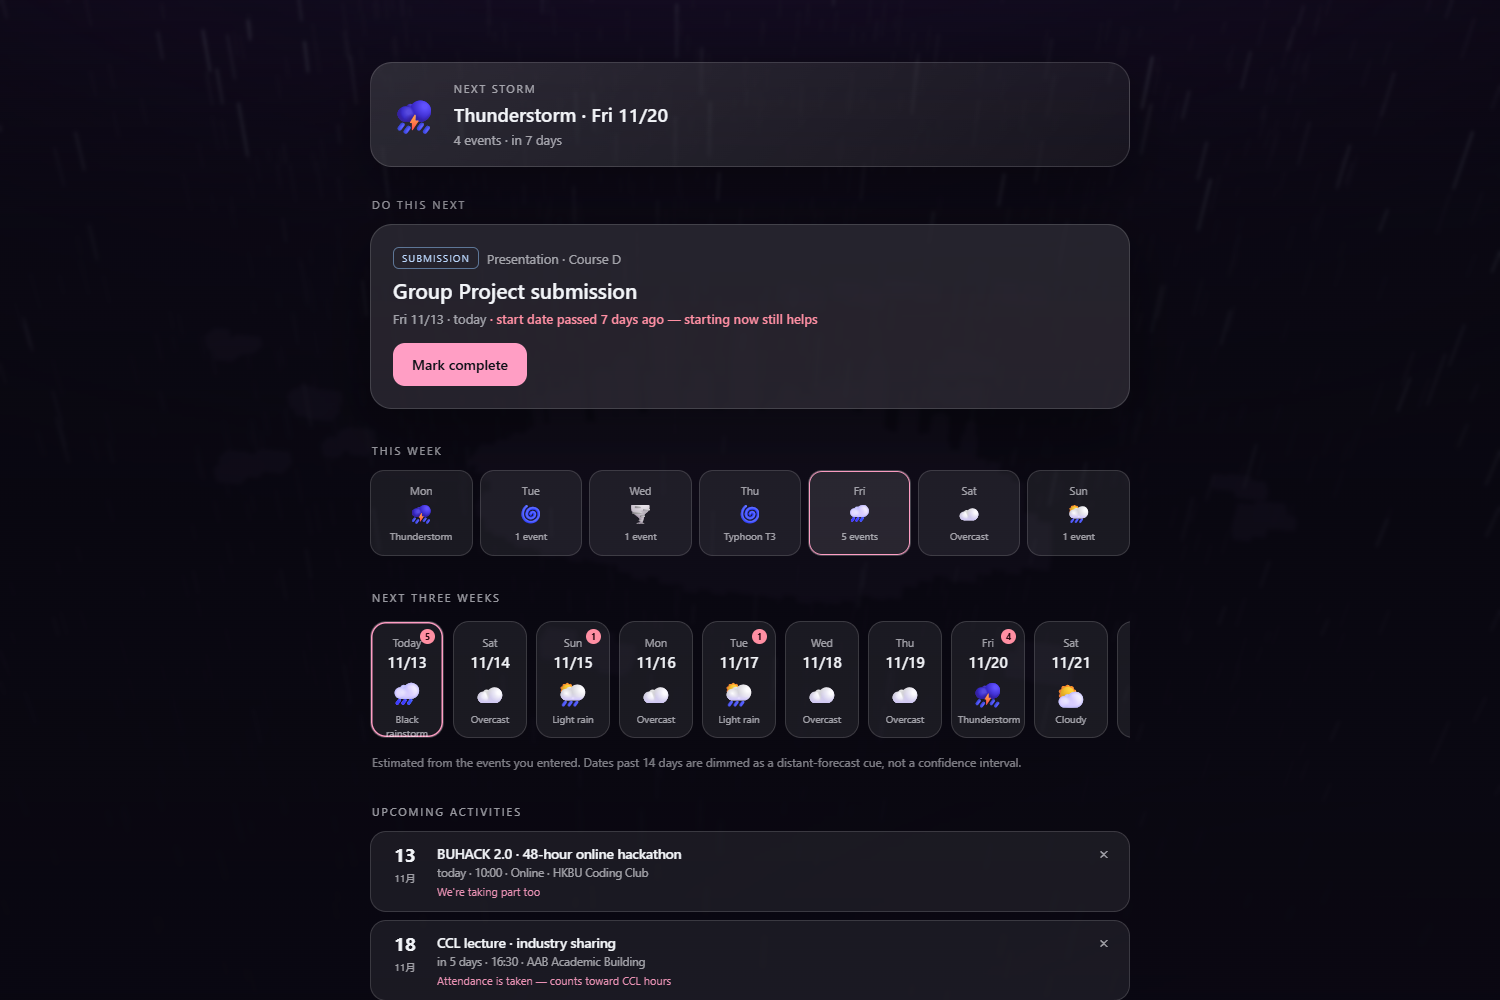 NEXT STORM
Thunderstorm · Fri 11/20
4 events · in 7 days
DO THIS NEXT
SUBMISSION Presentation · Course D
Group Project submission
Fri 11/13 · today · start date passed 7 days ago — starting now still helps
Mark complete
THIS WEEK
Mon Tue Wed Thu Fri Sat Sun
Thunderstorm 1 event 1 event Typhoon T3 5 events Overcast 1 event
NEXT THREE WEEKS
Today 5 Sat Sun 1 Mon Tue 1 Wed Thu Fri 4 Sat
11/13 11/14 11/15 11/16 11/17 11/18 11/19 11/20 11/21
Black Overcast Light rain Overcast Light rain Overcast Overcast Thunderstorm Cloudy
rainstorm
Estimated from the events you entered. Dates past 14 days are dimmed as a distant-forecast cue, not a confidence interval.
UPCOMING ACTIVITIES
13 BUHACK 2.0 · 48-hour online hackathon ×
11月 today · 10:00 · Online · HKBU Coding Club
We're taking part too
18 CCL lecture · industry sharing ×
11月 in 5 days · 16:30 · AAB Academic Building
Attendance is taken — counts toward CCL hours